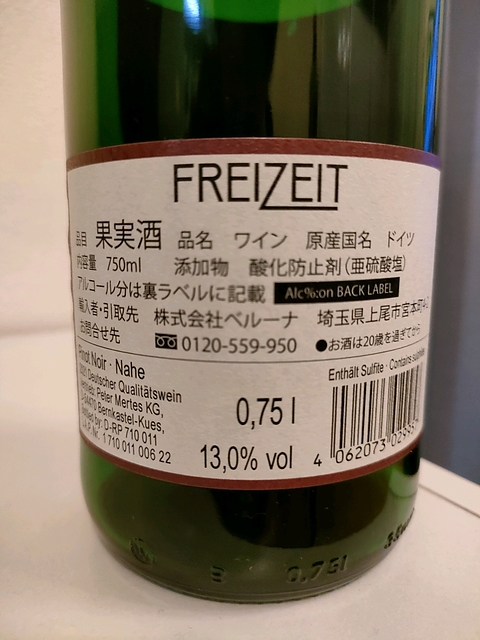 FREIZEIT
品目 果実酒 品名 ワイン 原産国名 ドイツ
内容量 750ml 添加物 酸化防止剤(亜硫酸塩)
アルコール分は裏ラベルに記載 Alc%:on BACK LABEL
輸入者・引取先 株式会社ベルーナ 埼玉県上尾市宮本町4-2
お問合せ先 0120-559-950 ●お酒は20歳を過ぎてから
Pinot Noir · Nahe
Deutscher Qualitätswein
Vertrieb: Peter Mertes KG,
Bernkastel-Kues,
D-RP 710 011
A.P. Nr. 1 710 011 006 22
0,75 l
13,0% vol
Enthält Sulfite · Contains
4 062073
0.75l